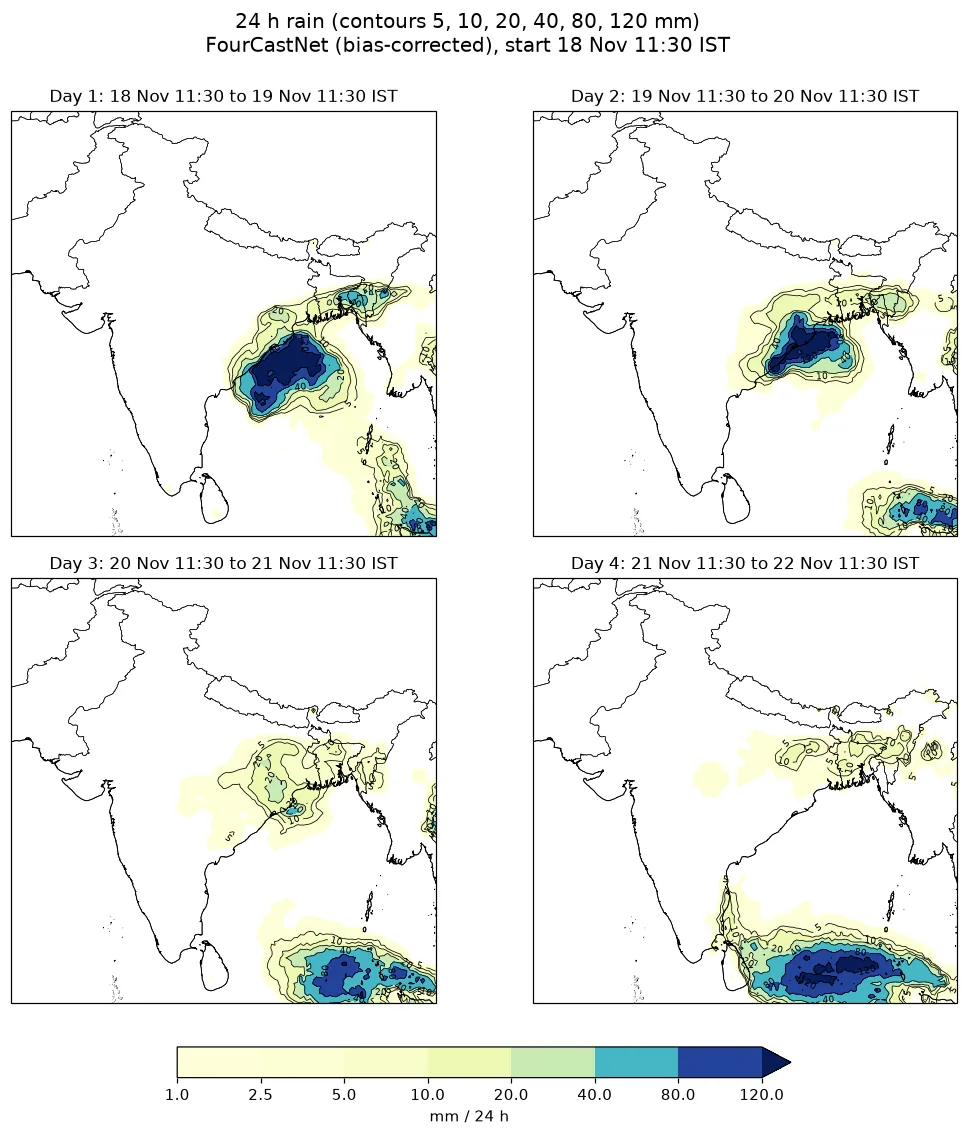 24 h rain (contours 5, 10, 20, 40, 80, 120 mm)
FourCastNet (bias-corrected), start 18 Nov 11:30 IST
Day 1: 18 Nov 11:30 to 19 Nov 11:30 IST
Day 2: 19 Nov 11:30 to 20 Nov 11:30 IST
Day 3: 20 Nov 11:30 to 21 Nov 11:30 IST
Day 4: 21 Nov 11:30 to 22 Nov 11:30 IST
1.0 2.5 5.0 10.0 20.0 40.0 80.0 120.0
mm / 24 h